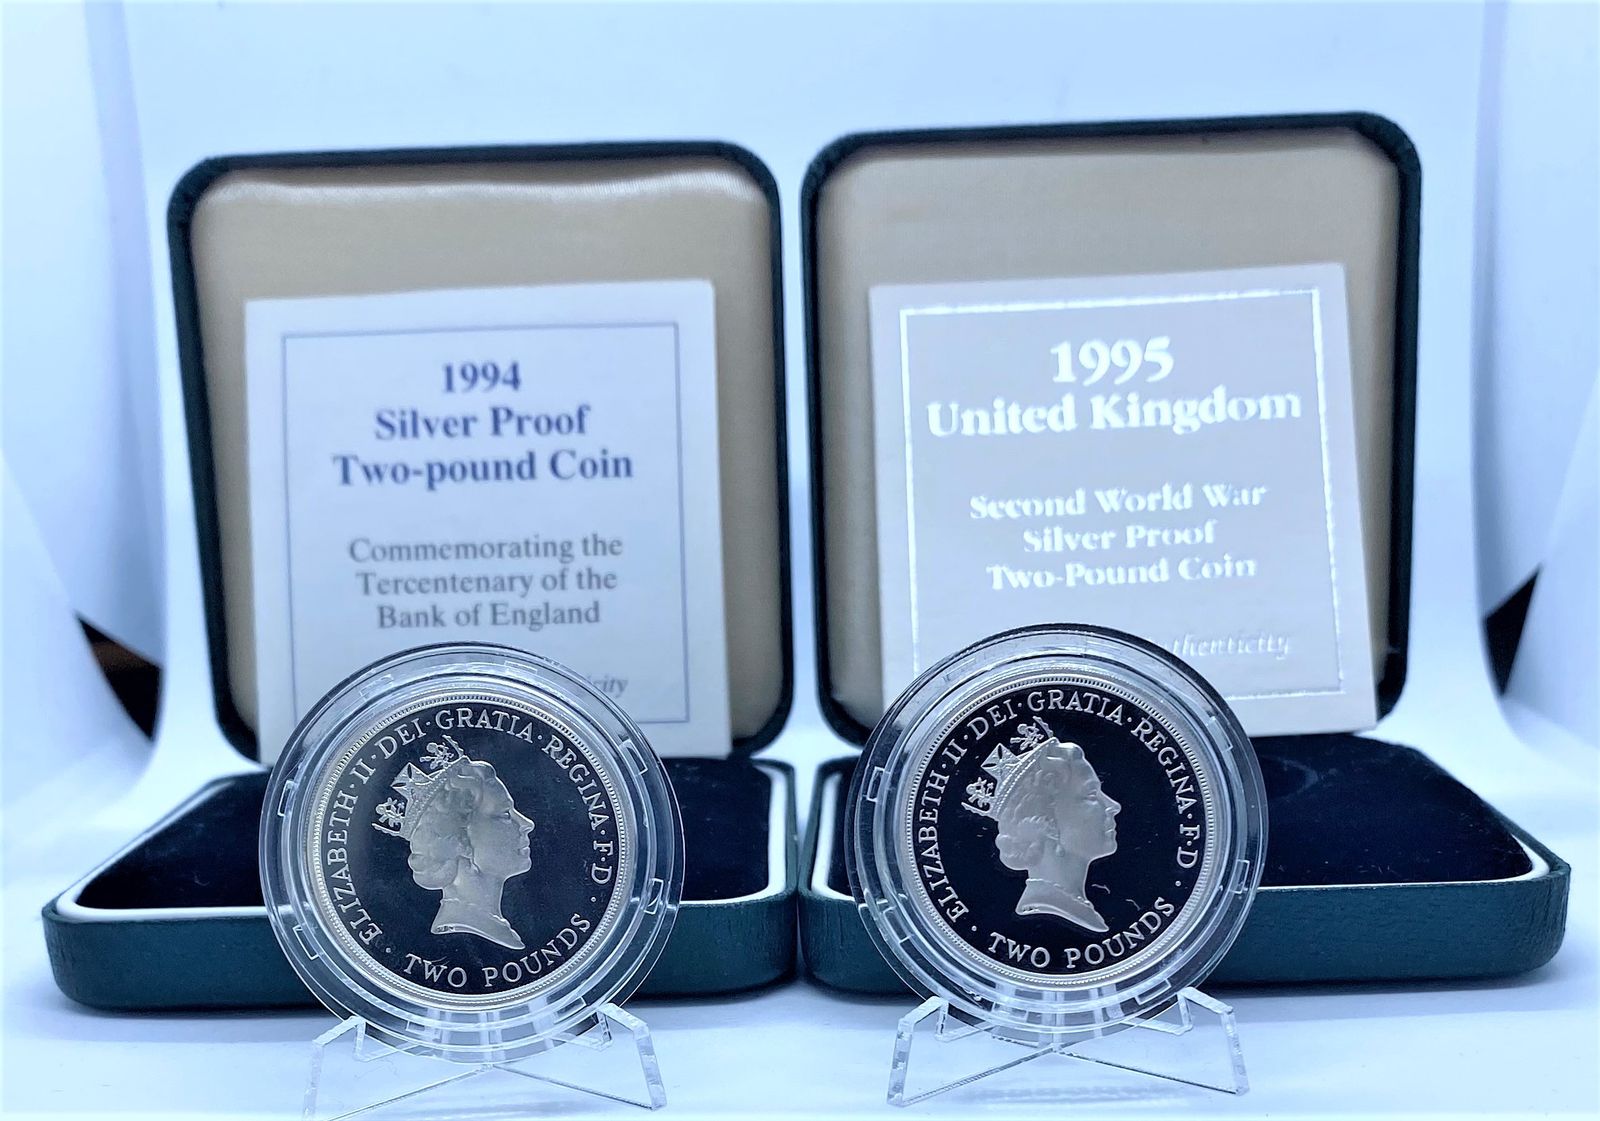 1994
Silver Proof
Two-pound Coin
Commemorating the
Tercentenary of the
Bank of England
1995
United Kingdom
Second World War
Silver Proof
Two-Pound Coin
ELIZABETH·II·DEI·GRATIA·REGINA·F·D·
TWO POUNDS
ELIZABETH·II·DEI·GRATIA·REGINA·F·D·
TWO POUNDS